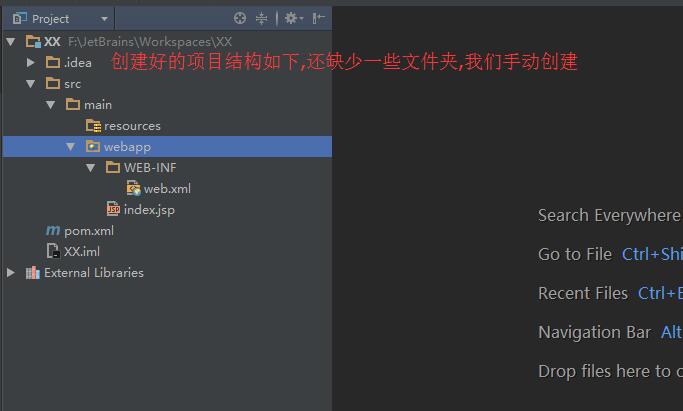 Project
XX F:\JetBrains\Workspaces\XX
.idea 创建好的项目结构如下,还缺少一些文件夹,我们手动创建
src
main
resources
webapp
WEB-INF
web.xml
JSP index.jsp
m pom.xml
XX.iml
External Libraries
Search Everywhere
Go to File Ctrl+Shi
Recent Files Ctrl+E
Navigation Bar Alt
Drop files here to o